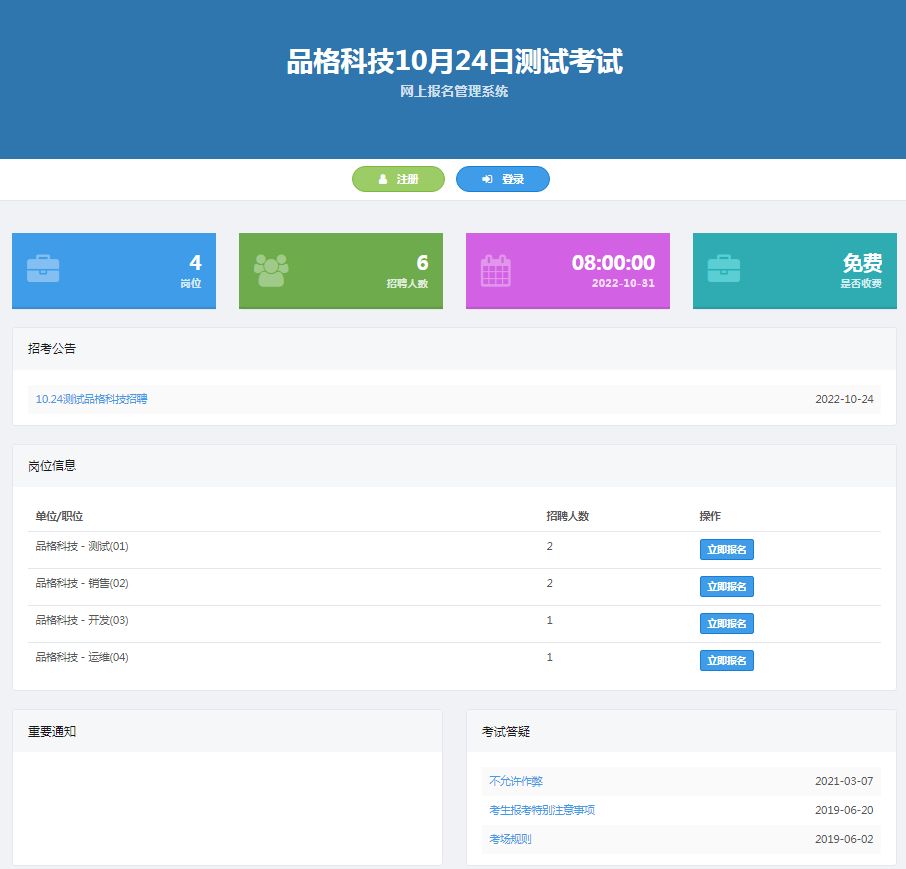 品格科技10月24日测试考试
网上报名管理系统
注册 登录
4
岗位
6
招聘人数
08:00:00
2022-10-31
免费
是否收费
招考公告
10.24测试品格科技招聘 2022-10-24
岗位信息
单位/职位 招聘人数 操作
品格科技 - 测试(01) 2 立即报名
品格科技 - 销售(02) 2 立即报名
品格科技 - 开发(03) 1 立即报名
品格科技 - 运维(04) 1 立即报名
重要通知
考试答疑
不允许作弊 2021-03-07
考生报考特别注意事项 2019-06-20
考场规则 2019-06-02